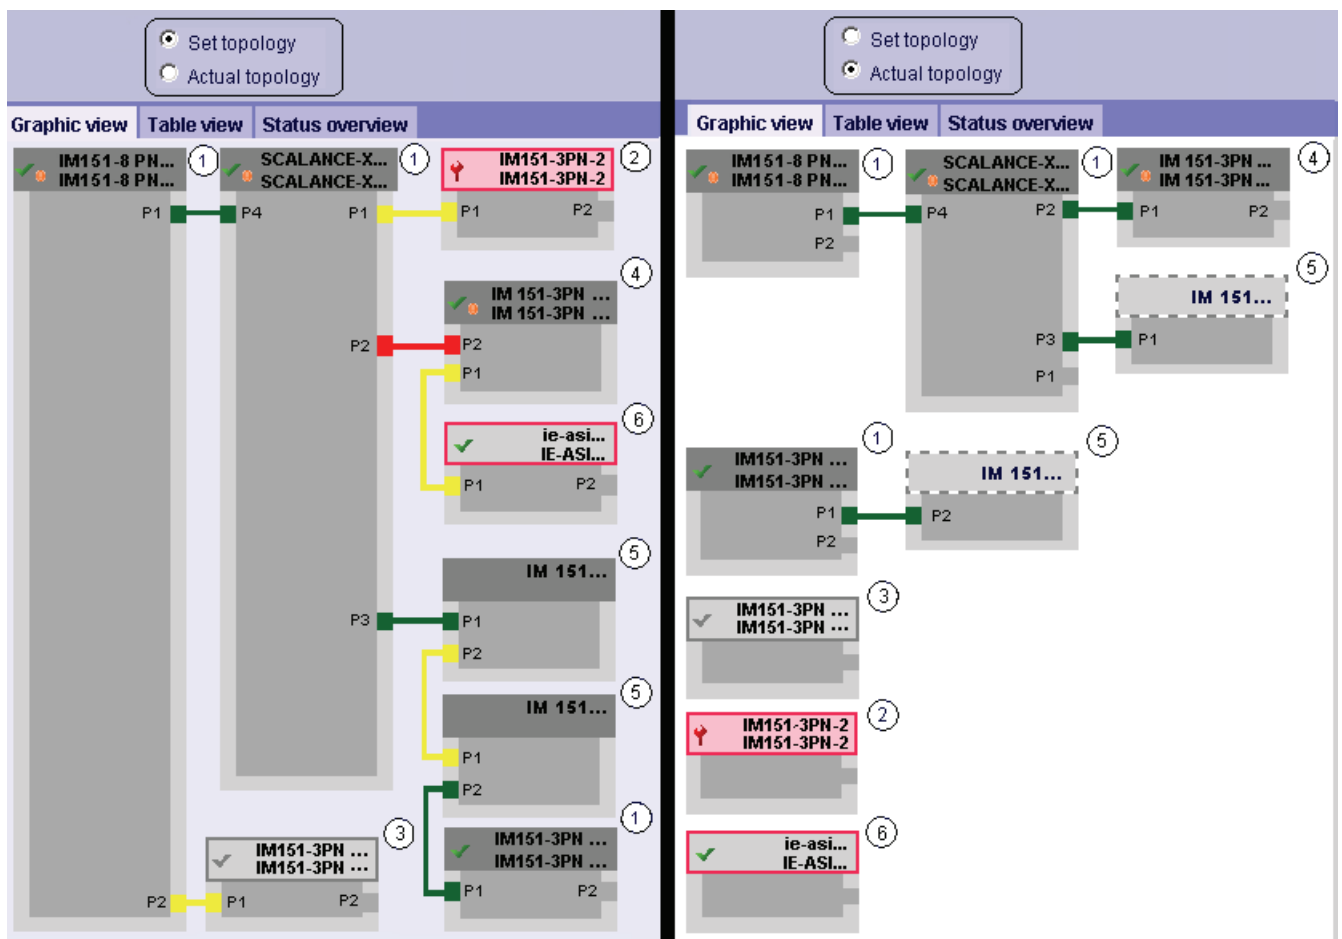 Set topology
Actual topology
Graphic view Table view Status overview
IM151-8 PN... 1 SCALANCE-X... 1 IM151-3PN-2 2
IM151-8 PN... SCALANCE-X... IM151-3PN-2
P1 P4 P1 P1 P2
4
IM 151-3PN ...
IM 151-3PN ...
P2 P2
P1
6
ie-asi...
IE-ASI...
P1 P2
5
IM 151...
P3 P1
P2
5
IM 151...
P1
P2
1
IM151-3PN ...
IM151-3PN ...
P1 P2
3
IM151-3PN ...
IM151-3PN ...
P2 P1 P2
Set topology
Actual topology
Graphic view Table view Status overview
IM151-8 PN... 1 SCALANCE-X... 1 IM 151-3PN ... 4
IM151-8 PN... SCALANCE-X... IM 151-3PN ...
P1 P4 P2 P1 P2
P2
5
IM 151...
P3 P1
P1
1 5
IM151-3PN ... IM 151...
IM151-3PN ...
P1 P2
P2
3
IM151-3PN ...
IM151-3PN ...
2
IM151-3PN-2
IM151-3PN-2
6
ie-asi...
IE-ASI...